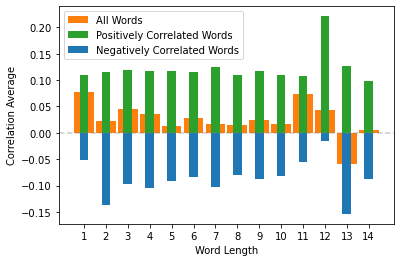 All Words
Positively Correlated Words
Negatively Correlated Words
0.20
0.15
0.10
0.05
0.00
−0.05
−0.10
−0.15
Correlation Average
1 2 3 4 5 6 7 8 9 10 11 12 13 14
Word Length